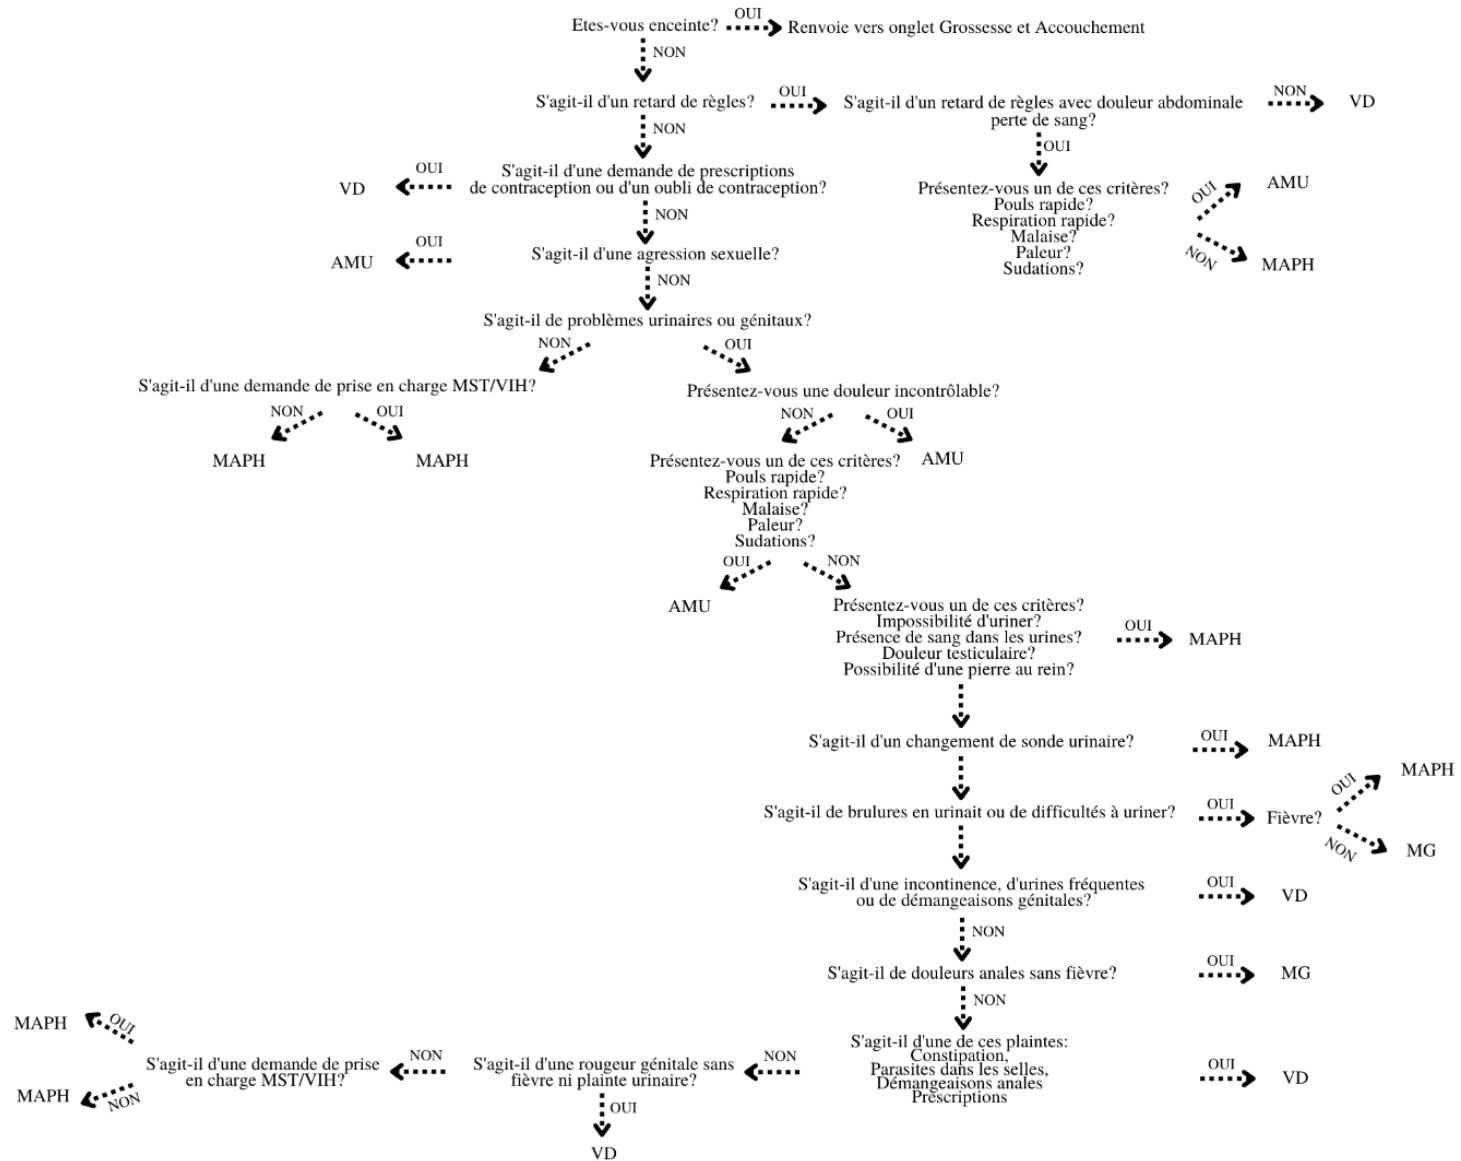 Etes-vous enceinte?
OUI
Renvoie vers onglet Grossesse et Accouchement
NON
S'agit-il d'un retard de règles?
OUI
S'agit-il d'un retard de règles avec douleur abdominale
perte de sang?
NON
VD
NON
OUI
S'agit-il d'une demande de prescriptions
de contraception ou d'un oubli de contraception?
OUI
VD
Présentez-vous un de ces critères?
Pouls rapide?
Respiration rapide?
Malaise?
Paleur?
Sudations?
OUI
AMU
NON
MAPH
NON
S'agit-il d'une agression sexuelle?
OUI
AMU
NON
S'agit-il de problèmes urinaires ou génitaux?
NON
OUI
S'agit-il d'une demande de prise en charge MST/VIH?
NON
OUI
MAPH
MAPH
Présentez-vous une douleur incontrôlable?
NON
OUI
AMU
Présentez-vous un de ces critères?
Pouls rapide?
Respiration rapide?
Malaise?
Paleur?
Sudations?
OUI
NON
AMU
Présentez-vous un de ces critères?
Impossibilité d'uriner?
Présence de sang dans les urines?
Douleur testiculaire?
Possibilité d'une pierre au rein?
OUI
MAPH
S'agit-il d'un changement de sonde urinaire?
OUI
MAPH
S'agit-il de brulures en urinait ou de difficultés à uriner?
OUI
Fièvre?
OUI
MAPH
NON
MG
S'agit-il d'une incontinence, d'urines fréquentes
ou de démangeaisons génitales?
OUI
VD
NON
S'agit-il de douleurs anales sans fièvre?
OUI
MG
NON
S'agit-il d'une de ces plaintes:
Constipation,
Parasites dans les selles,
Démangeaisons anales
Prescriptions
OUI
VD
NON
S'agit-il d'une rougeur génitale sans
fièvre ni plainte urinaire?
OUI
VD
NON
S'agit-il d'une demande de prise
en charge MST/VIH?
OUI
MAPH
NON
MAPH